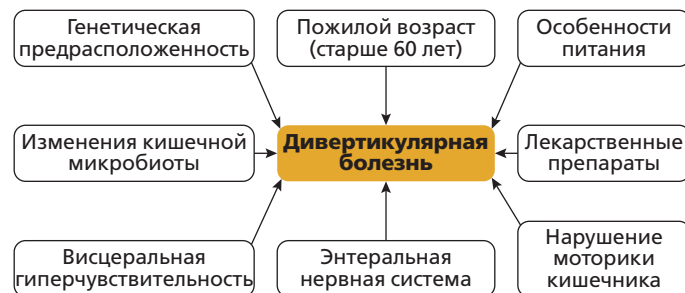 Генетическая
предрасположенность
Пожилой возраст
(старше 60 лет)
Особенности
питания
Изменения кишечной
микробиоты
Дивертикулярная
болезнь
Лекарственные
препараты
Висцеральная
гиперчувствительность
Энтеральная
нервная система
Нарушение
моторики
кишечника